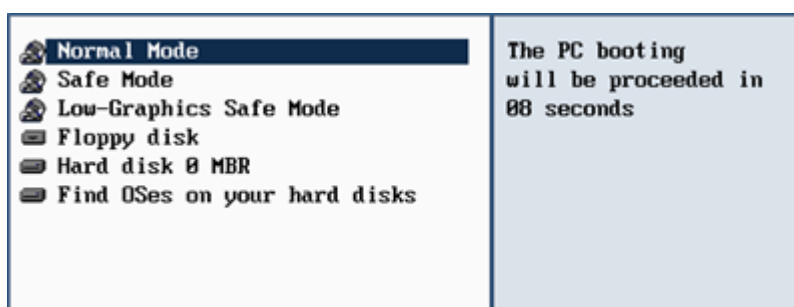 Normal Mode
Safe Mode
Low-Graphics Safe Mode
Floppy disk
Hard disk 0 MBR
Find OSes on your hard disks
The PC booting
will be proceeded in
08 seconds